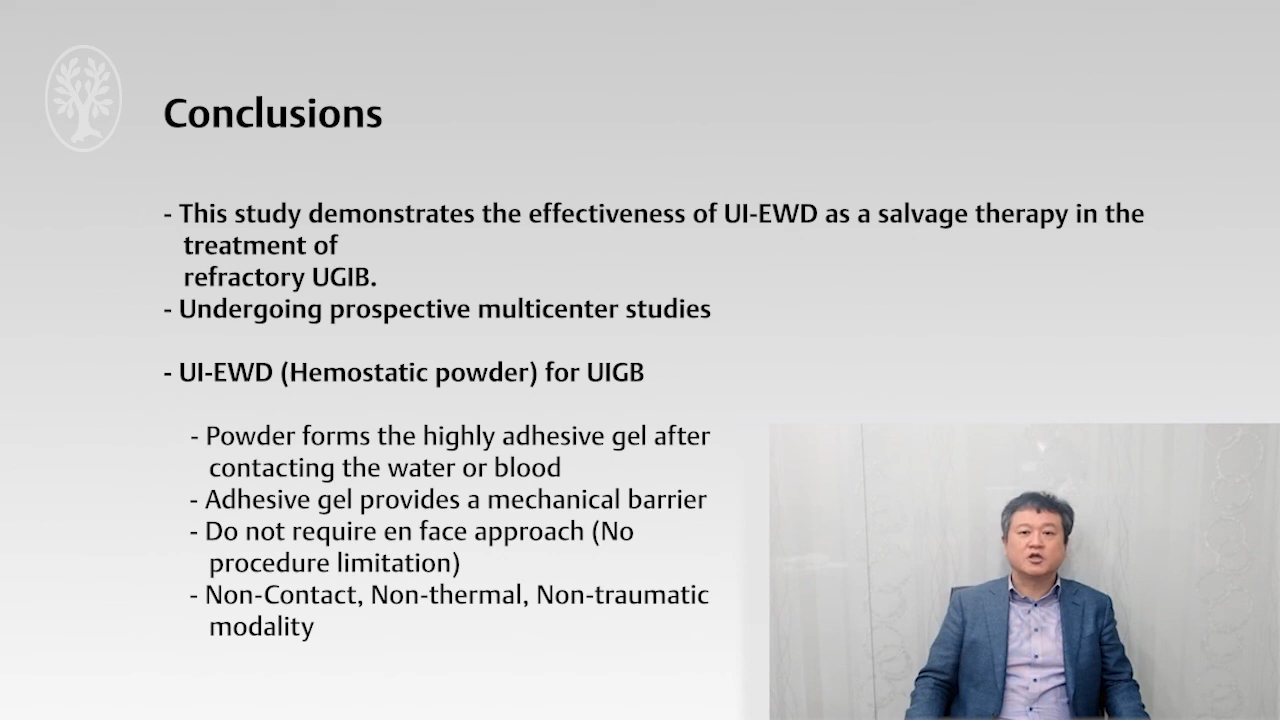 Conclusions
- This study demonstrates the effectiveness of UI-EWD as a salvage therapy in the
treatment of
refractory UGIB.
- Undergoing prospective multicenter studies
- UI-EWD (Hemostatic powder) for UIGB
- Powder forms the highly adhesive gel after
contacting the water or blood
- Adhesive gel provides a mechanical barrier
- Do not require en face approach (No
procedure limitation)
- Non-Contact, Non-thermal, Non-traumatic
modality